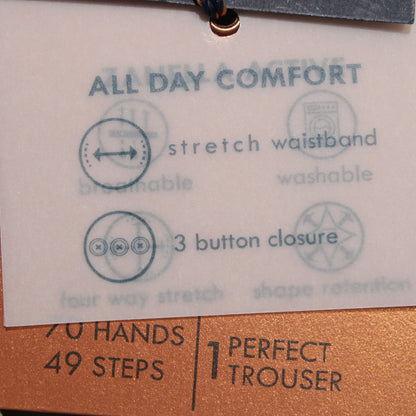 ALL DAY COMFORT
stretch waistband
breathable
washable
3 button closure
four way stretch
shape retention
70 HANDS
49 STEPS
1 PERFECT
TROUSER